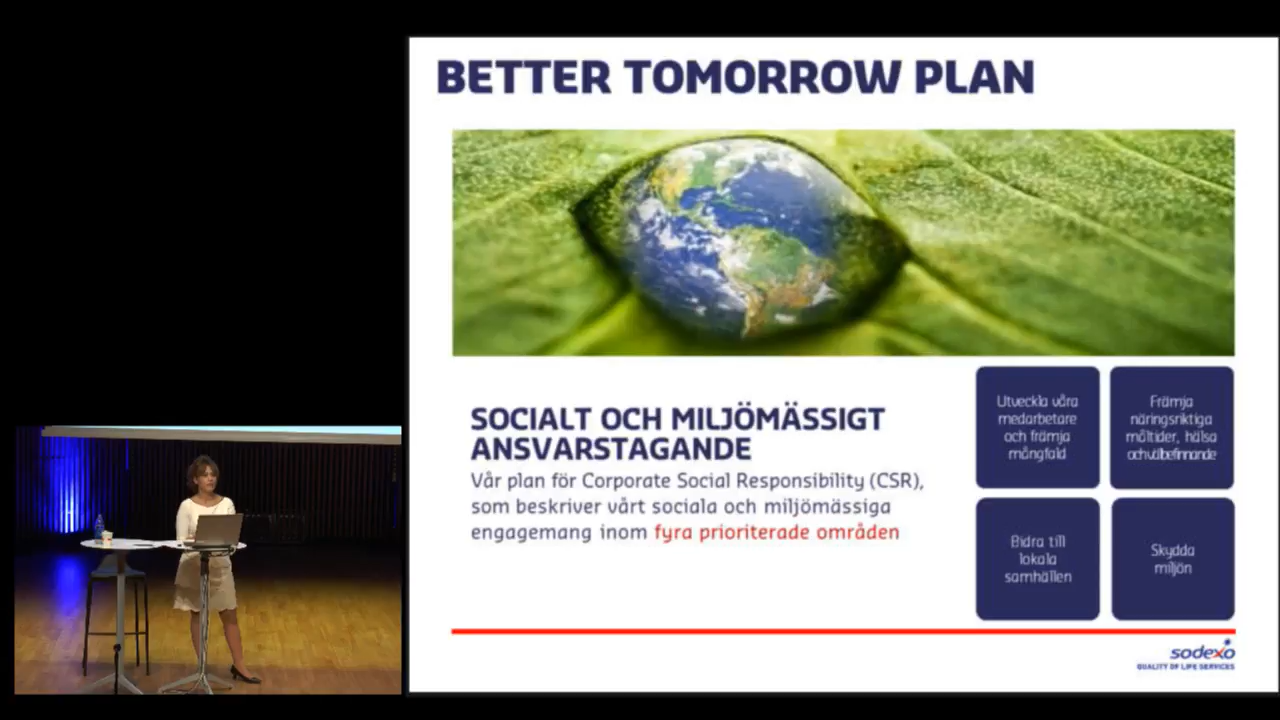 BETTER TOMORROW PLAN
SOCIALT OCH MILJÖMÄSSIGT
ANSVARSTAGANDE
Vår plan för Corporate Social Responsibility (CSR),
som beskriver vårt sociala och miljömässiga
engagemang inom fyra prioriterade områden
Utveckla våra
medarbetare
och främja
mångfald
Främja
näringsriktiga
måltider, hälsa
och välbefinnande
Bidra till
lokala
samhällen
Skydda
miljön
sodexo
QUALITY OF LIFE SERVICES